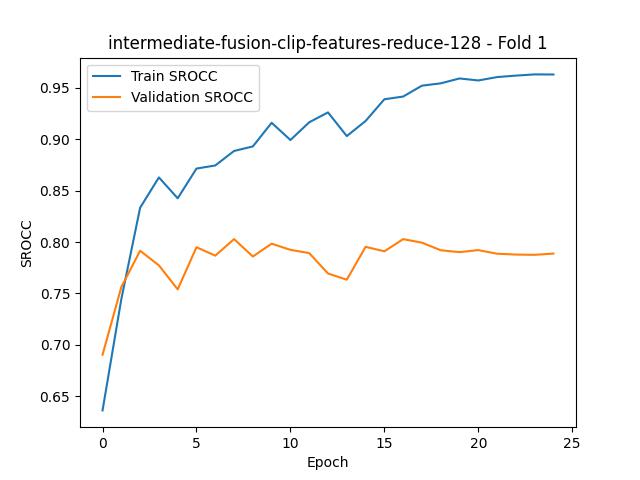 intermediate-fusion-clip-features-reduce-128 - Fold 1
Train SROCC
Validation SROCC
0.95
0.90
0.85
0.80
0.75
0.70
0.65
SROCC
0 5 10 15 20 25
Epoch